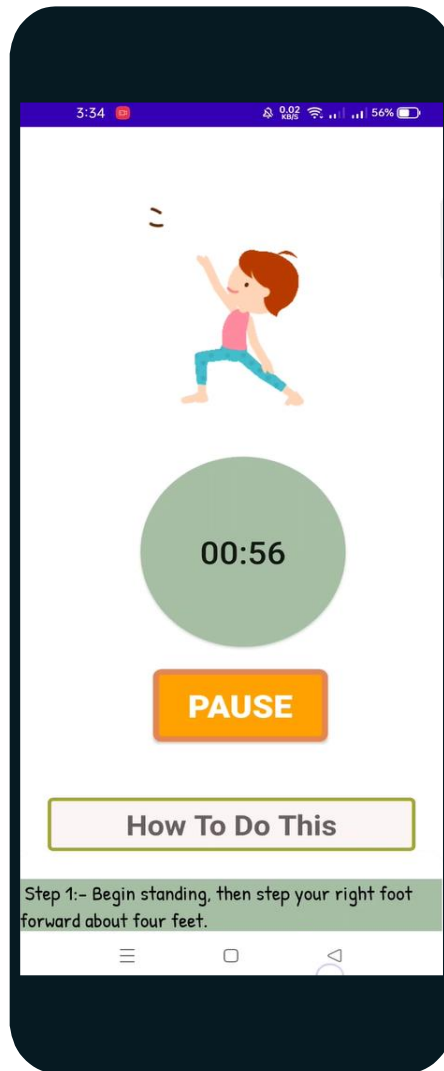 3:34
0.02
KB/S
56%
00:56
PAUSE
How To Do This
Step 1:- Begin standing, then step your right foot
forward about four feet.